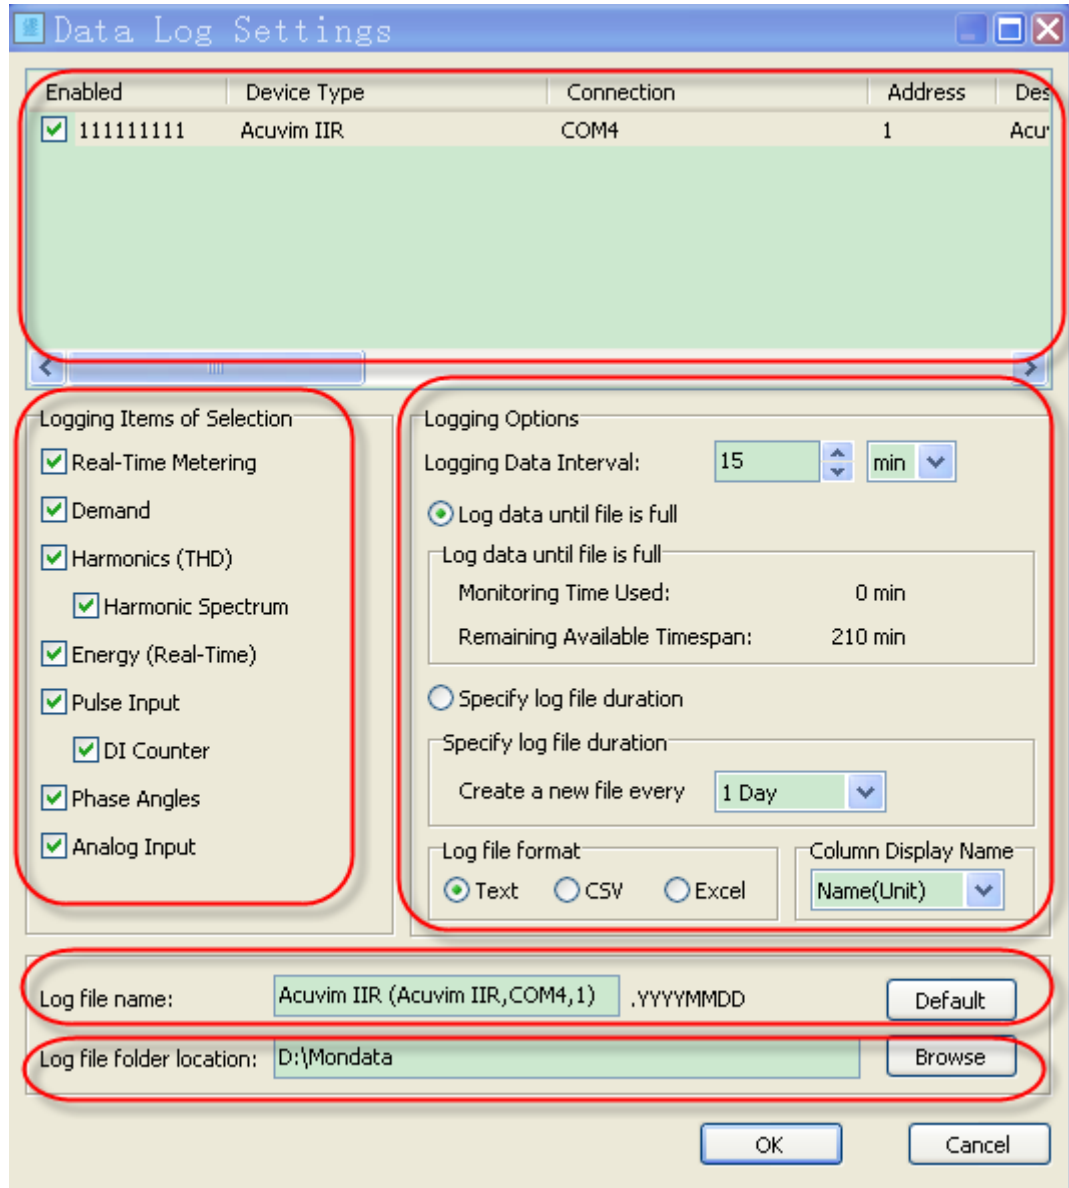 Data Log Settings
Enabled Device Type Connection Address Des
111111111 Acuvim IIR COM4 1 Acu
Logging Items of Selection
Real-Time Metering
Demand
Harmonics (THD)
Harmonic Spectrum
Energy (Real-Time)
Pulse Input
DI Counter
Phase Angles
Analog Input
Logging Options
Logging Data Interval: 15 min
Log data until file is full
Log data until file is full
Monitoring Time Used: 0 min
Remaining Available Timespan: 210 min
Specify log file duration
Specify log file duration
Create a new file every 1 Day
Log file format
Text CSV Excel
Column Display Name
Name(Unit)
Log file name: Acuvim IIR (Acuvim IIR,COM4,1) .YYYYMMDD Default
Log file folder location: D:\Mondata Browse
OK Cancel